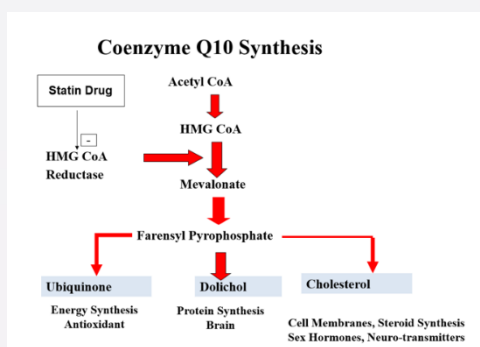 Coenzyme Q10 Synthesis
Statin Drug
Acetyl CoA
-
HMG CoA
HMG CoA
Reductase
Mevalonate
Farensyl Pyrophosphate
Ubiquinone
Dolichol
Cholesterol
Energy Synthesis
Antioxidant
Protein Synthesis
Brain
Cell Membranes, Steroid Synthesis
Sex Hormones, Neuro-transmitters